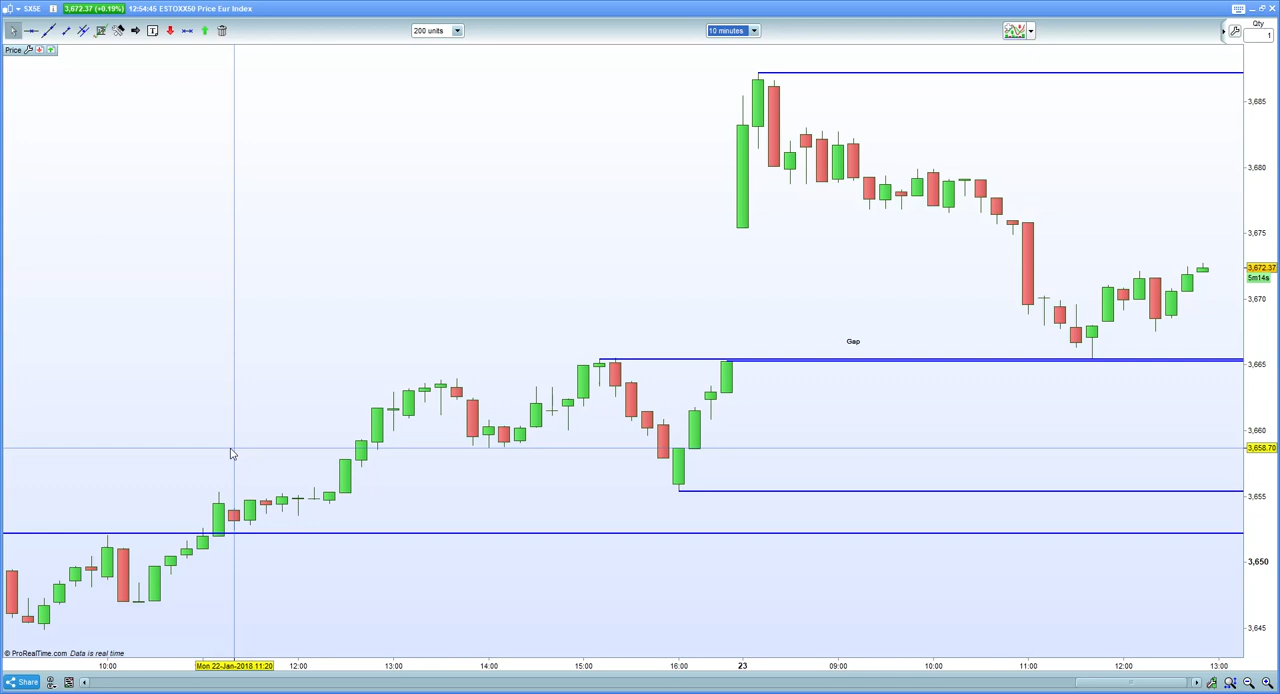 SX5E 3,672.37 (+0.19%) 12:54:45 ESTOXX50 Price Eur Index
200 units
10 minutes
Qty
1
Price
3,685
3,680
3,675
3,672.37
5m14s
3,670
Gap
3,665
3,660
3,658.70
3,655
3,650
3,645
© ProRealTime.com Data is real time
10:00 Mon 22-Jan-2018 11:20 12:00 13:00 14:00 15:00 16:00 23 09:00 10:00 11:00 12:00 13:00
Share